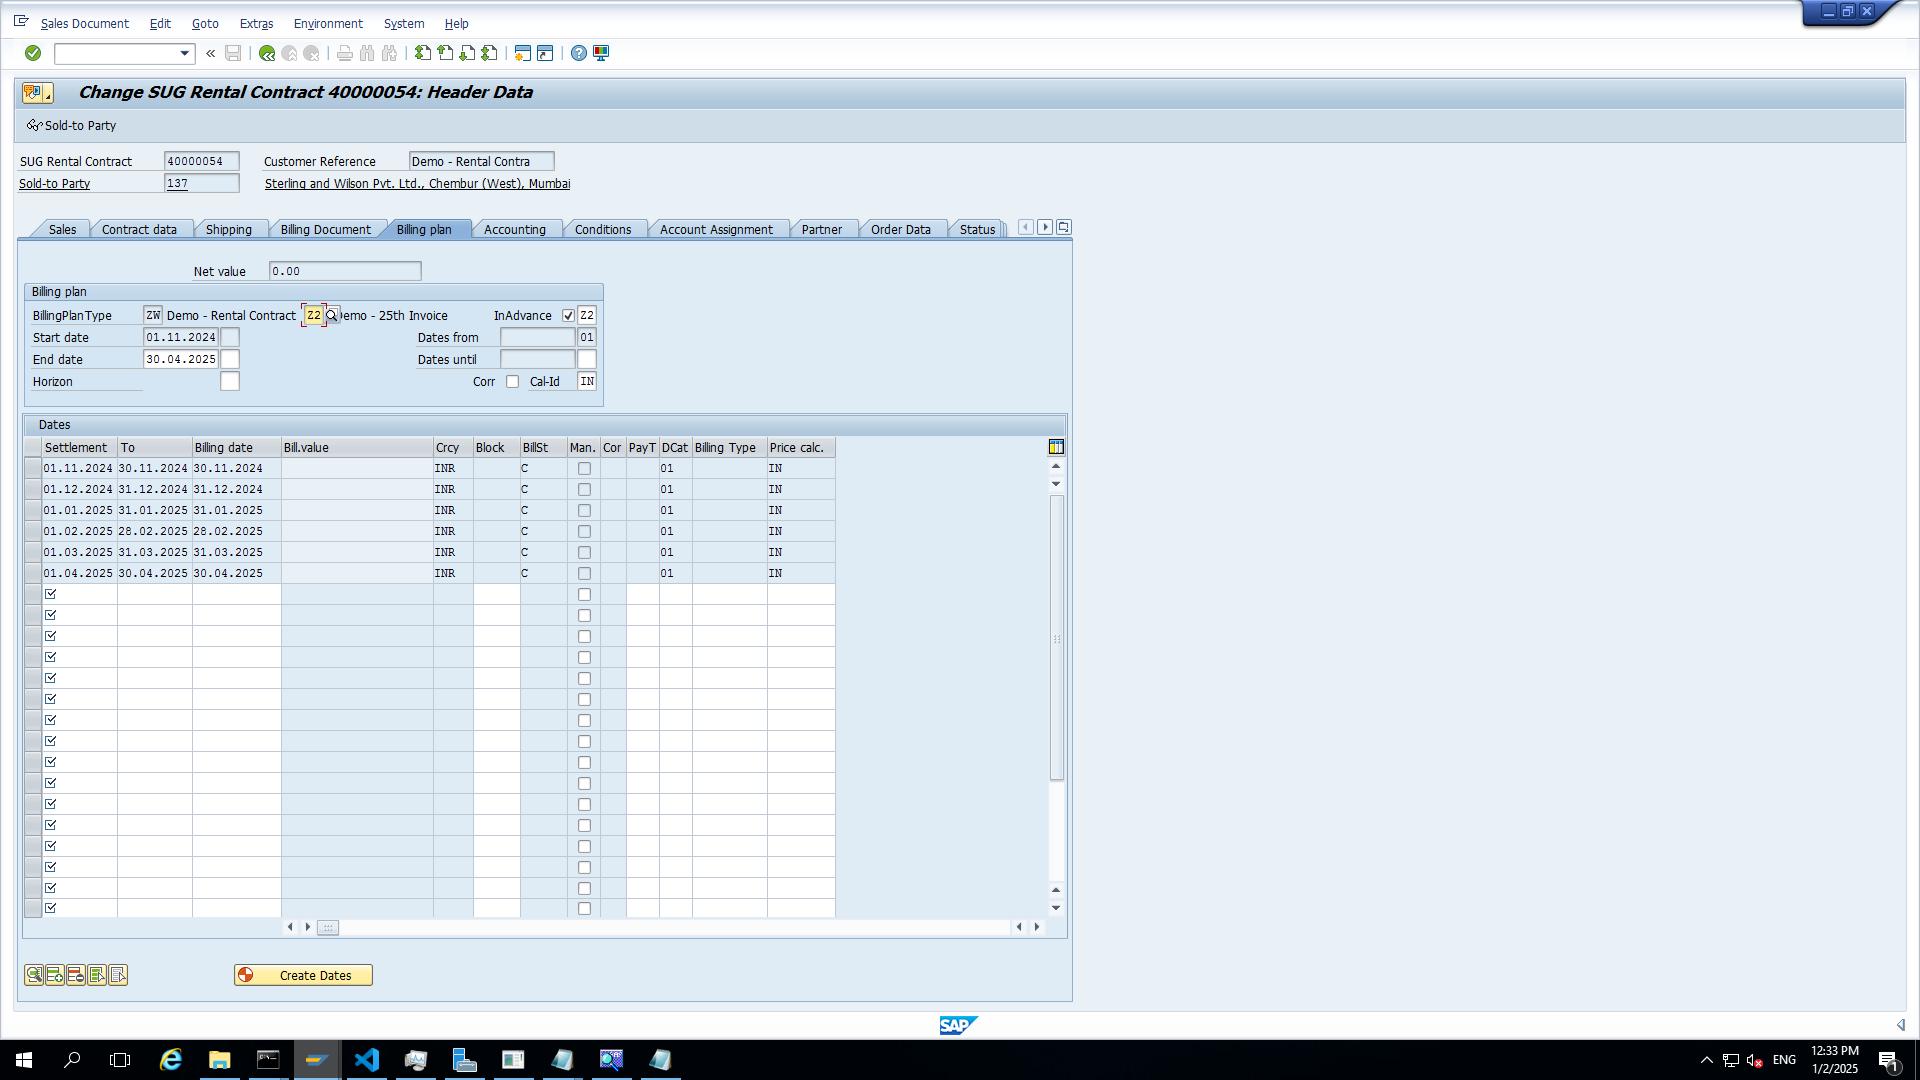 Sales Document Edit Goto Extras Environment System Help
Change SUG Rental Contract 40000054: Header Data
Sold-to Party
SUG Rental Contract 40000054 Customer Reference Demo - Rental Contra
Sold-to Party 137 Sterling and Wilson Pvt. Ltd., Chembur (West), Mumbai
Sales Contract data Shipping Billing Document Billing plan Accounting Conditions Account Assignment Partner Order Data Status
Net value 0.00
Billing plan
BillingPlanType ZW Demo - Rental Contract Z2 emo - 25th Invoice InAdvance Z2
Start date 01.11.2024 Dates from 01
End date 30.04.2025 Dates until
Horizon Corr Cal-Id IN
Dates
Settlement To Billing date Bill.value Crcy Block BillSt Man. Cor PayT DCat Billing Type Price calc.
01.11.2024 30.11.2024 30.11.2024 INR C 01 IN
01.12.2024 31.12.2024 31.12.2024 INR C 01 IN
01.01.2025 31.01.2025 31.01.2025 INR C 01 IN
01.02.2025 28.02.2025 28.02.2025 INR C 01 IN
01.03.2025 31.03.2025 31.03.2025 INR C 01 IN
01.04.2025 30.04.2025 30.04.2025 INR C 01 IN
Create Dates
SAP
ENG 12:33 PM
1/2/2025 1